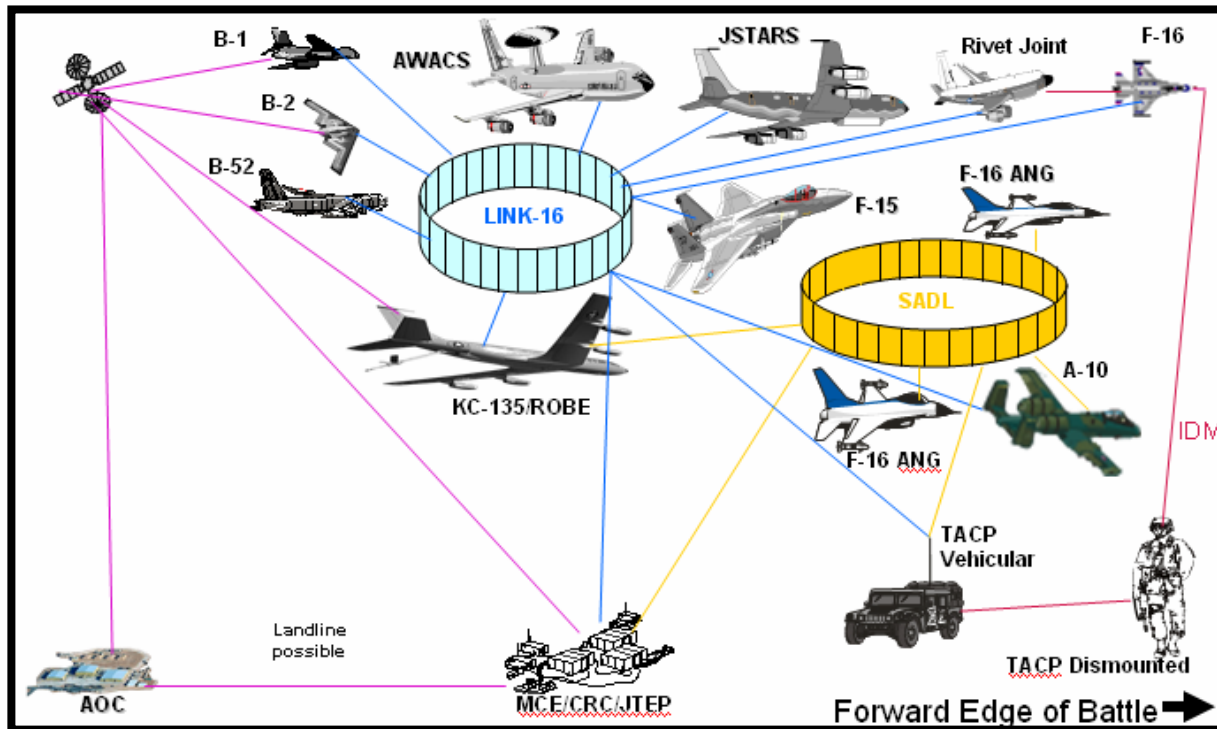 B-1
AWACS
JSTARS
Rivet Joint
F-16
B-2
B-52
F-16 ANG
LINK-16
F-15
SADL
KC-135/ROBE
A-10
F-16 ANG
IDM
TACP
Vehicular
Landline
possible
TACP Dismounted
AOC
MCE/CRC/JTEP
Forward Edge of Battle